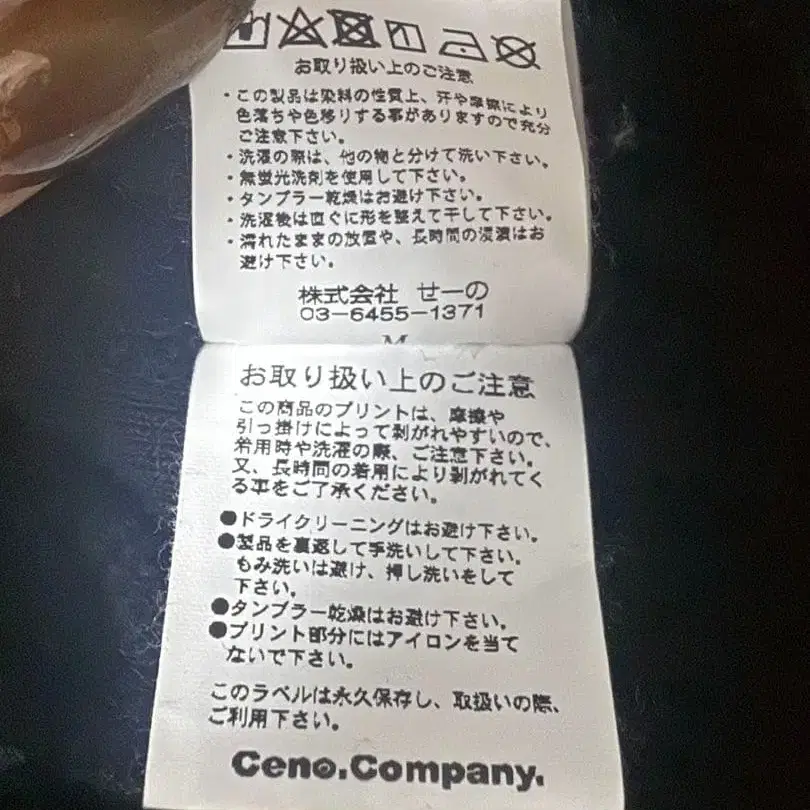 お取り扱い上のご注意
・この製品は染料の性質上、汗や摩擦により
色落ちや色移りする事がありますので充分
ご注意下さい。
・洗濯の際は、他の物と分けて洗い下さい。
・無蛍光洗剤を使用して下さい。
・タンブラー乾燥はお避け下さい。
・洗濯後は直ぐに形を整えて干して下さい。
・濡れたままの放置や、長時間の浸漬はお
避け下さい。
株式会社 せーの
03-6455-1371
M
お取り扱い上のご注意
この商品のプリントは、摩擦や
引っ掛けによって剥がれやすいので、
着用時や洗濯の際、ご注意下さい。
又、長時間の着用により剥がれてく
る事をご了承ください。
●ドライクリーニングはお避け下さい。
●製品を裏返して手洗いして下さい。
もみ洗いは避け、押し洗いをして
下さい。
●タンブラー乾燥はお避け下さい。
●プリント部分にはアイロンを当て
ないで下さい。
このラベルは永久保存し、取扱いの際、
ご利用下さい。
Ceno.Company.